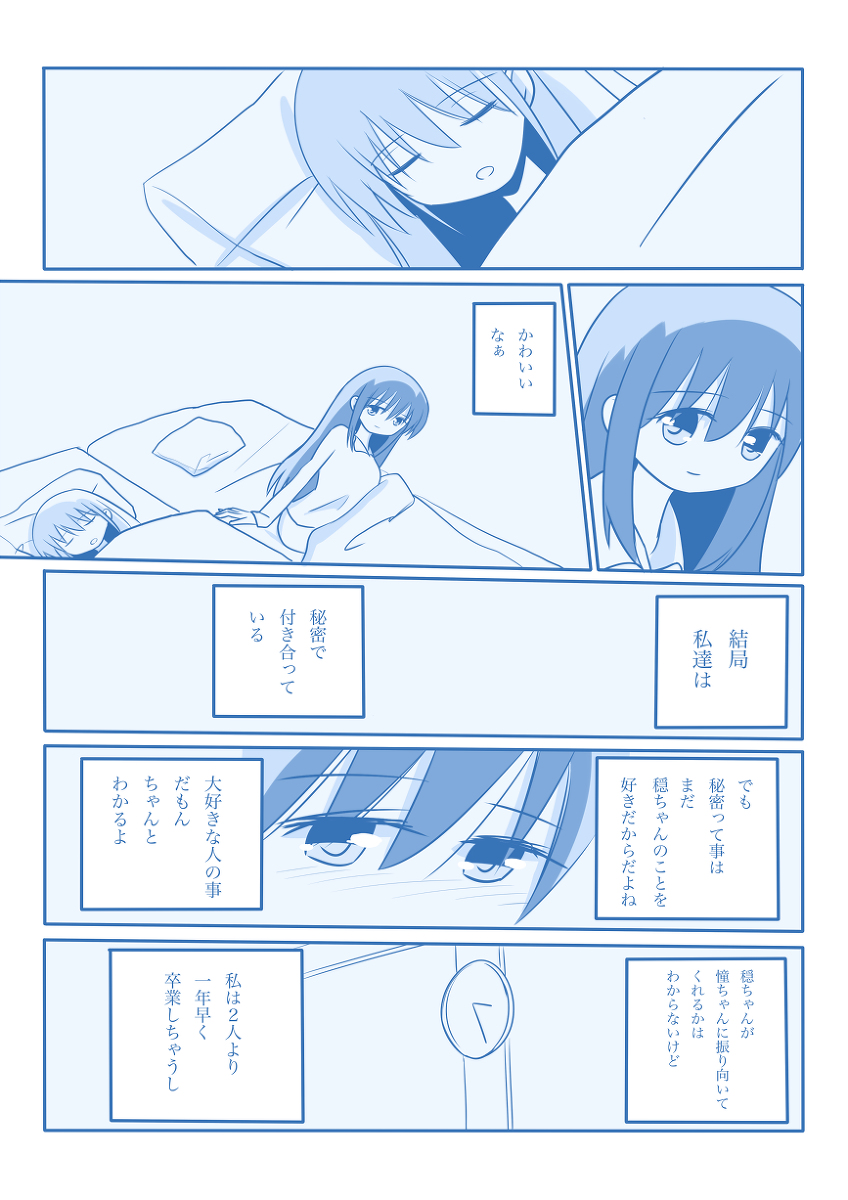 かわいい
なぁ
結局
私達は
秘密で
付き合って
いる
でも
秘密って事は
まだ
穏ちゃんのことを
好きだからだよね
大好きな人の事
だもん
ちゃんと
わかるよ
穏ちゃんが
憧ちゃんに振り向いて
くれるかは
わからないけど
私は２人より
一年早く
卒業しちゃうし